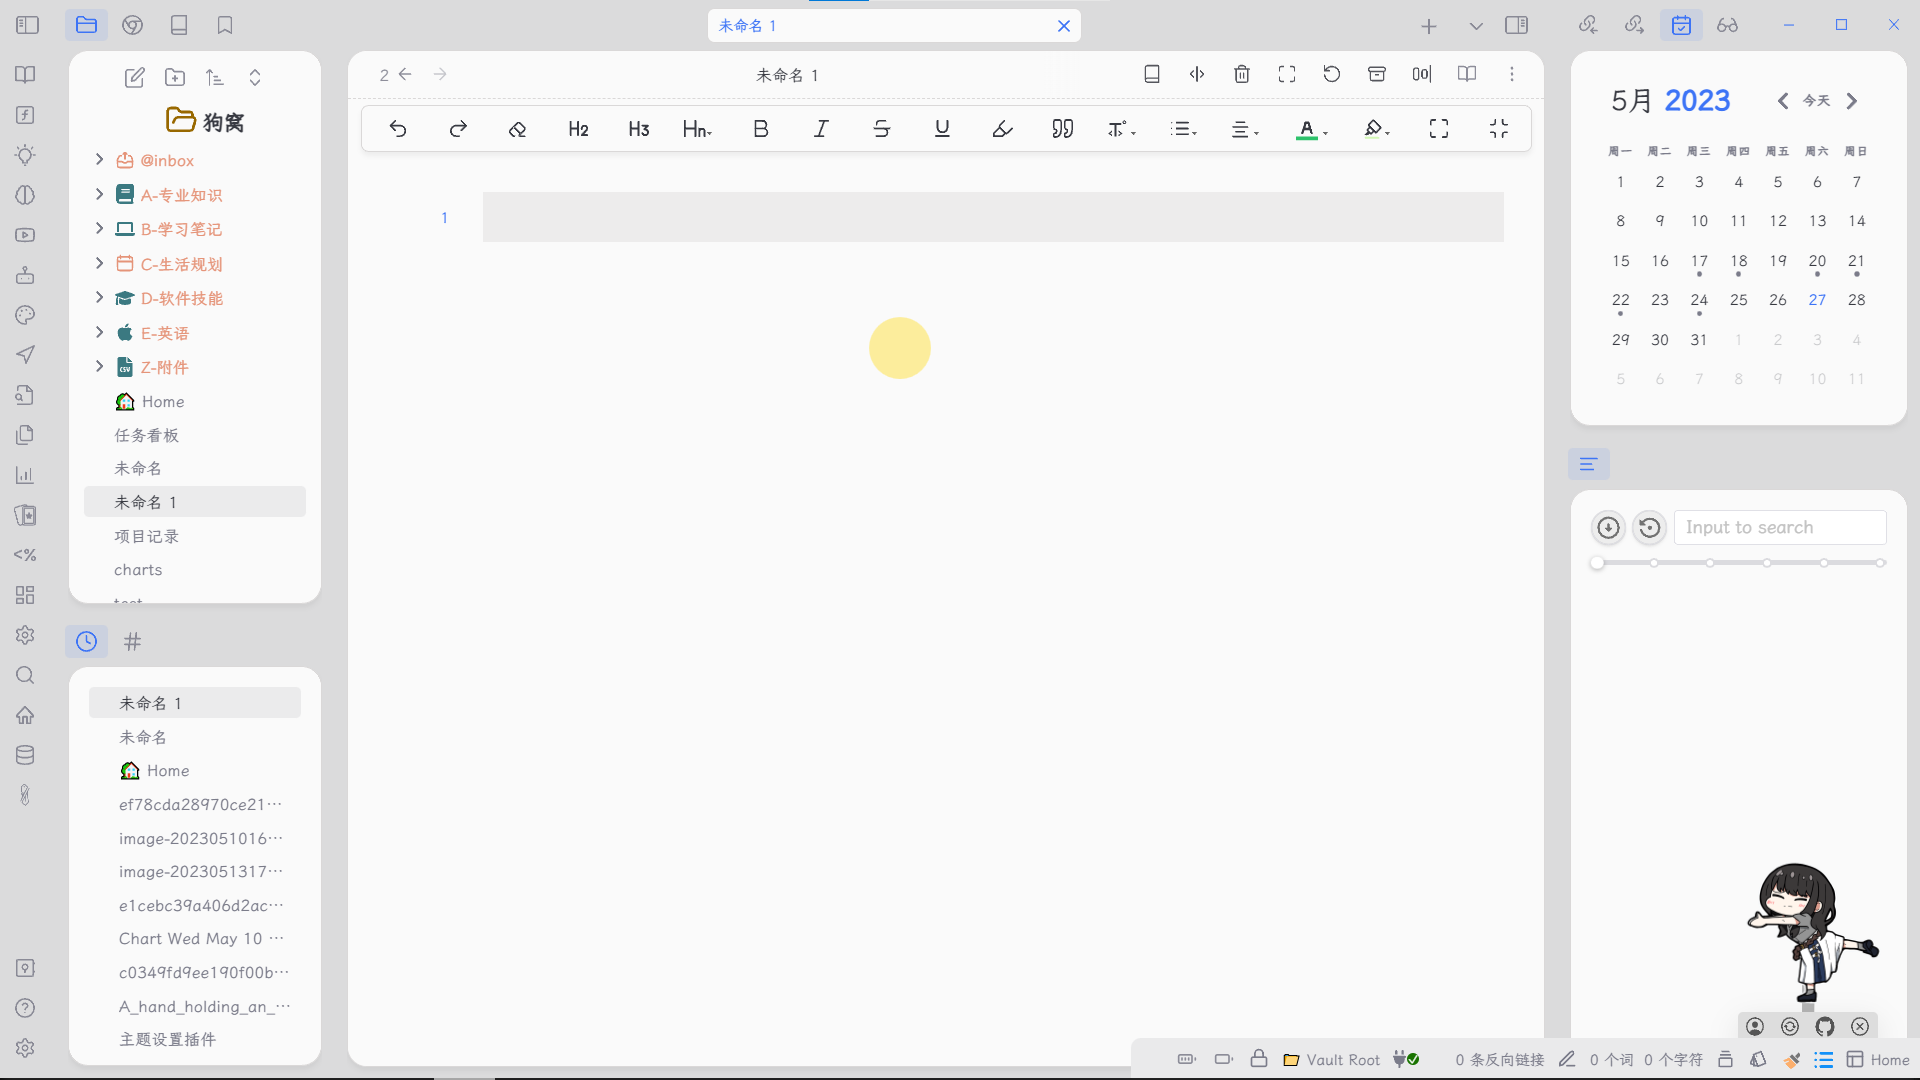 未命名 1
2
未命名 1
H2
H3
Hn
B
I
S
U
A
1
狗窝
@inbox
A-专业知识
B-学习笔记
C-生活规划
D-软件技能
E-英语
Z-附件
Home
任务看板
未命名
未命名 1
项目记录
charts
test
<%
#
未命名 1
未命名
Home
ef78cda28970ce21···
image-2023051016···
image-2023051317···
e1cebc39a406d2ac···
Chart Wed May 10 ···
c0349fd9ee190f00b···
A_hand_holding_an_···
主题设置插件
5月 2023
今天
周一 周二 周三 周四 周五 周六 周日
1 2 3 4 5 6 7
8 9 10 11 12 13 14
15 16 17 18 19 20 21
22 23 24 25 26 27 28
29 30 31 1 2 3 4
5 6 7 8 9 10 11
Input to search
Vault Root
0 条反向链接
0 个词 0 个字符
Home